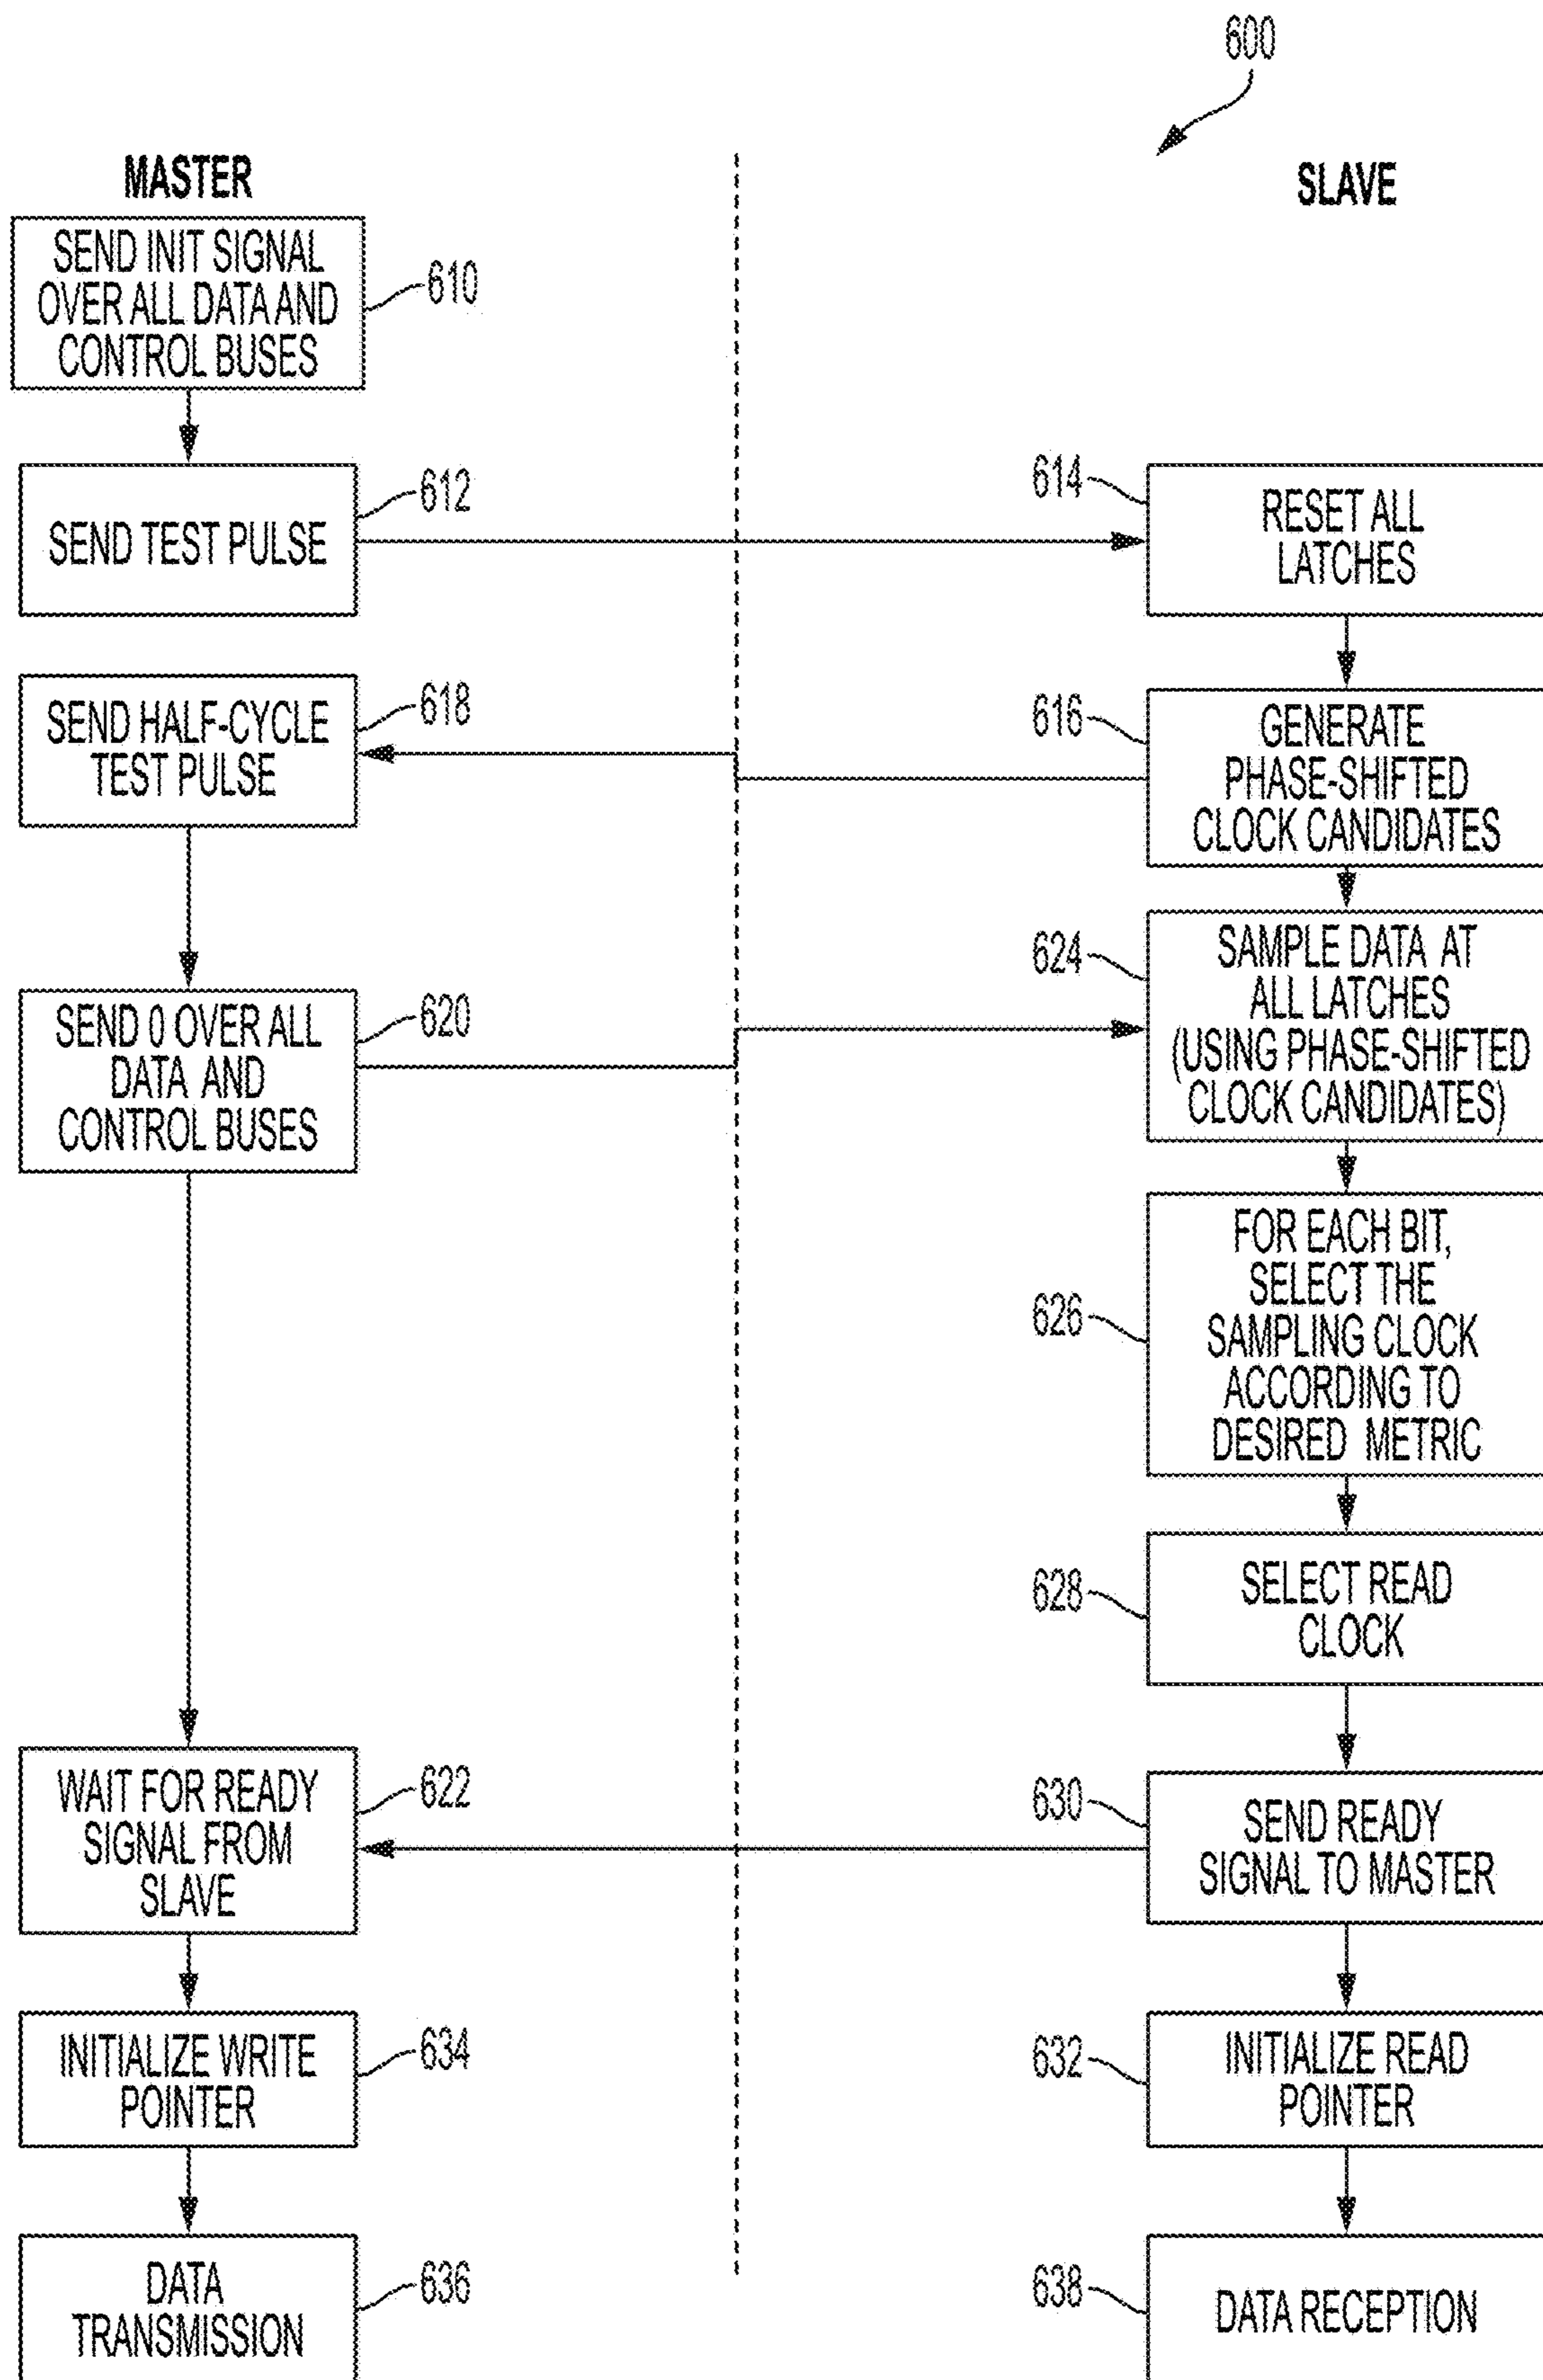 600
MASTER
SLAVE
SEND INIT SIGNAL
OVER ALL DATA AND
CONTROL BUSES
610
SEND TEST PULSE
612
614
RESET ALL
LATCHES
SEND HALF-CYCLE
TEST PULSE
618
616
GENERATE
PHASE-SHIFTED
CLOCK CANDIDATES
SEND 0 OVER ALL
DATA AND
CONTROL BUSES
620
624
SAMPLE DATA AT
ALL LATCHES
(USING PHASE-SHIFTED
CLOCK CANDIDATES)
626
FOR EACH BIT,
SELECT THE
SAMPLING CLOCK
ACCORDING TO
DESIRED METRIC
628
SELECT READ
CLOCK
WAIT FOR READY
SIGNAL FROM
SLAVE
622
630
SEND READY
SIGNAL TO MASTER
INITIALIZE WRITE
POINTER
634
632
INITIALIZE READ
POINTER
DATA
TRANSMISSION
636
638
DATA RECEPTION